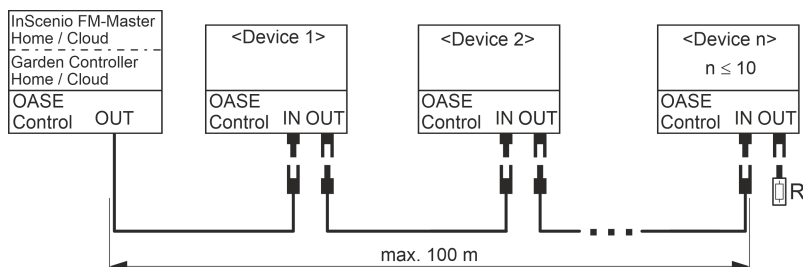 InScenio FM-Master
Home / Cloud
Garden Controller
Home / Cloud
OASE
Control OUT
<Device 1>
OASE
Control IN OUT
<Device 2>
OASE
Control IN OUT
<Device n>
n ≤ 10
OASE
Control IN OUT
R
max. 100 m